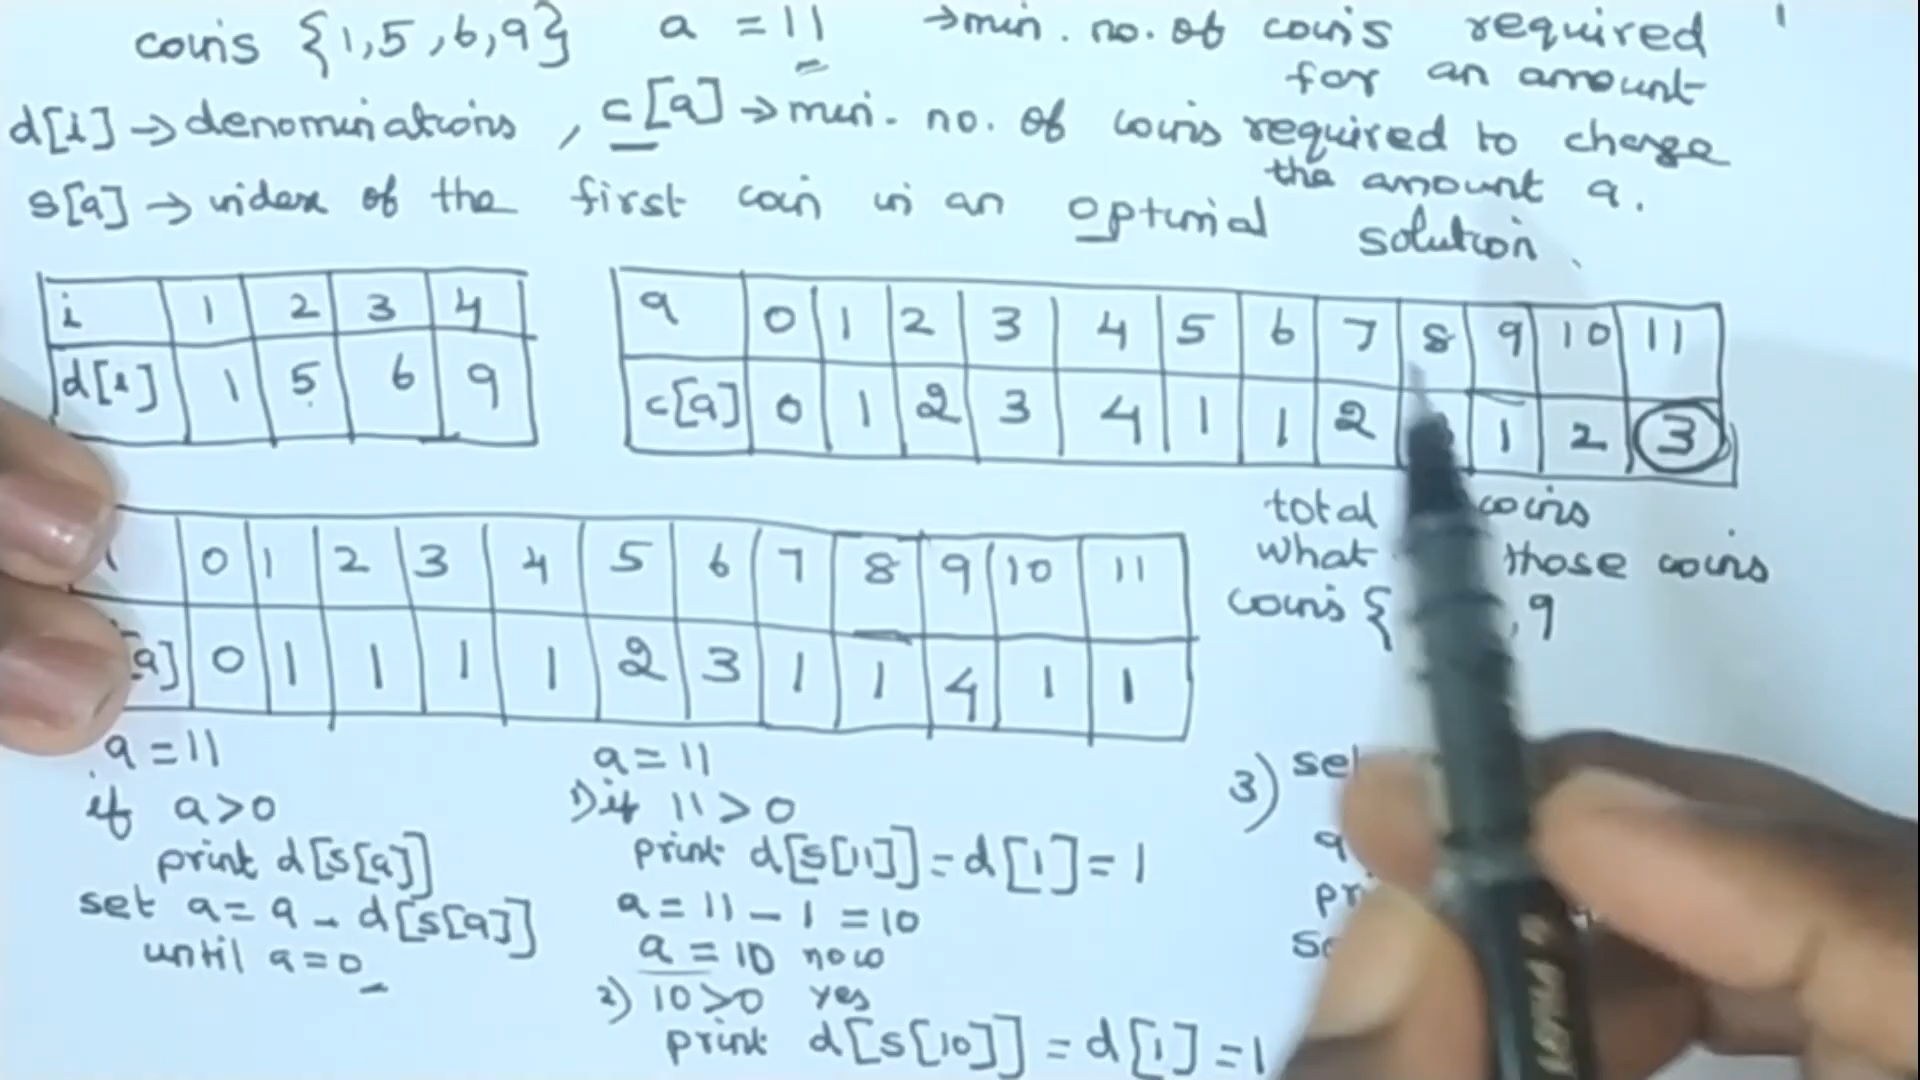 coins {1,5,6,9} a = 11 → min. no. of coins required
for an amount
d[i] → denominations, c[a] → min. no. of coins required to change
the amount a.
s[a] → index of the first coin in an optimal solution.
i 1 2 3 4
d[i] 1 5 6 9
a 0 1 2 3 4 5 6 7 8 9 10 11
c[a] 0 1 2 3 4 1 1 2 1 2 3
total coins
what those coins
coins { , 9
0 1 2 3 4 5 6 7 8 9 10 11
a] 0 1 1 1 1 2 3 1 1 4 1 1
a = 11
if a > 0
print d[s[a]]
set a = a - d[s[a]]
until a = 0
a = 11
1) if 11 > 0
print d[s[11]] = d[1] = 1
a = 11 - 1 = 10
a = 10 now
2) 10 > 0 yes
print d[s[10]] = d[1] = 1
3) se
a
pr